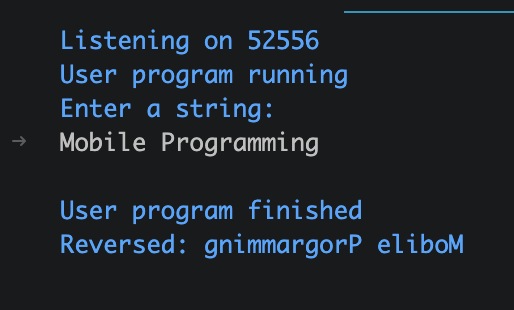 Listening on 52556
User program running
Enter a string:
→ Mobile Programming
User program finished
Reversed: gnimmargorP eliboM